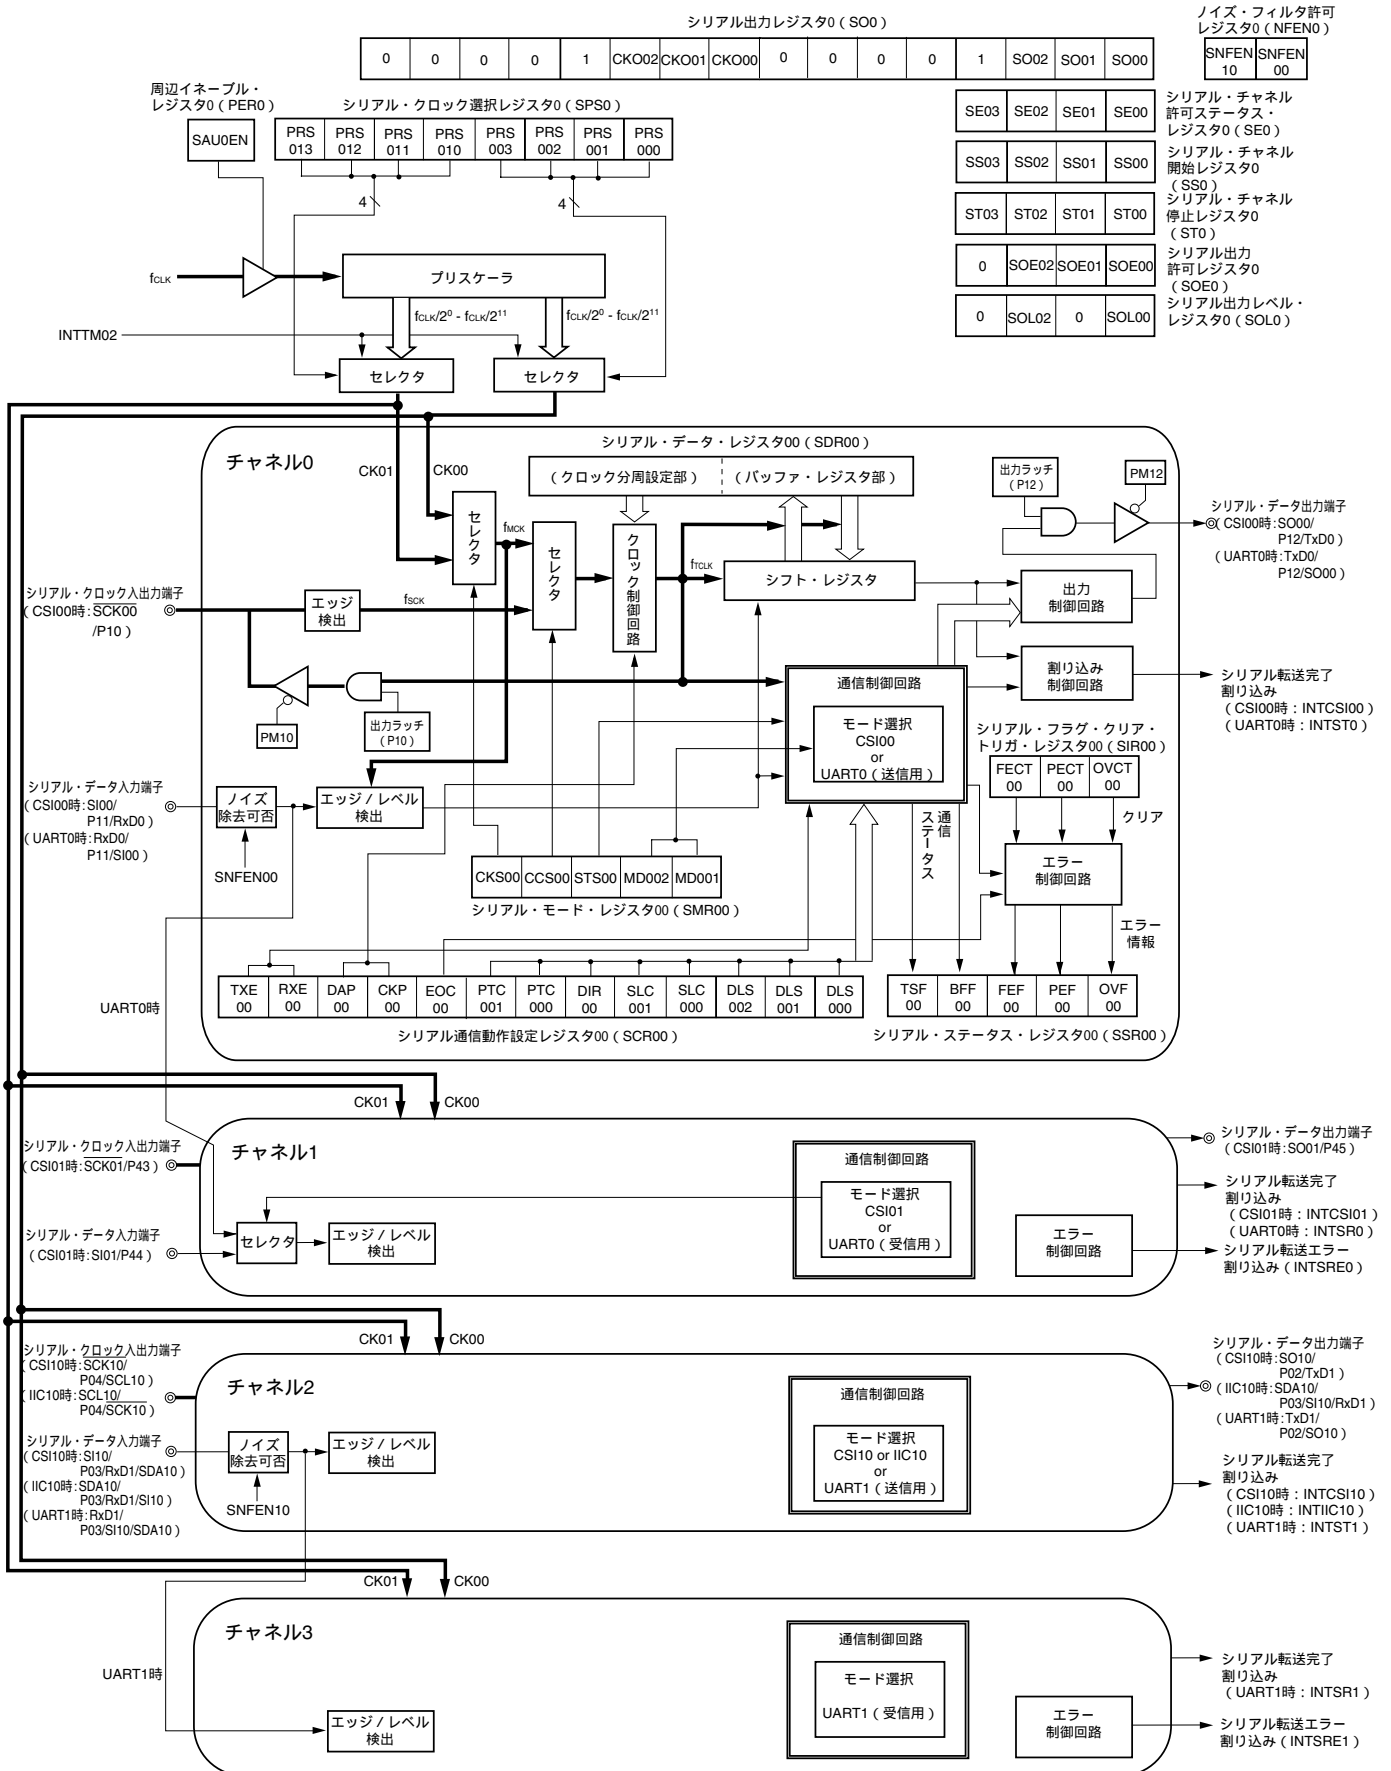 シリアル出力レジスタ0（SO0）
0 0 0 0 1 CKO02 CKO01 CKO00 0 0 0 0 1 SO02 SO01 SO00
ノイズ・フィルタ許可
レジスタ0（NFEN0）
SNFEN SNFEN
10 00
周辺イネーブル・
レジスタ0（PER0）
SAU0EN
シリアル・クロック選択レジスタ0（SPS0）
PRS PRS PRS PRS PRS PRS PRS PRS
013 012 011 010 003 002 001 000
4
4
SE03 SE02 SE01 SE00
シリアル・チャネル
許可ステータス・
レジスタ0（SE0）
SS03 SS02 SS01 SS00
シリアル・チャネル
開始レジスタ0
（SS0）
ST03 ST02 ST01 ST00
シリアル・チャネル
停止レジスタ0
（ST0）
0 SOE02 SOE01 SOE00
シリアル出力
許可レジスタ0
（SOE0）
0 SOL02 0 SOL00
シリアル出力レベル・
レジスタ0（SOL0）
fCLK
プリスケーラ
fCLK/2⁰ - fCLK/2¹¹
fCLK/2⁰ - fCLK/2¹¹
INTTM02
セレクタ
セレクタ
チャネル0
CK01
CK00
シリアル・データ・レジスタ00（SDR00）
（クロック分周設定部） （バッファ・レジスタ部）
セレクタ
fMCK
セレクタ
クロック制御回路
fTCLK
シフト・レジスタ
出力ラッチ
（P12）
PM12
シリアル・データ出力端子
（CSI00時：SO00/
P12/TxD0）
（UART0時：TxD0/
P12/SO00）
シリアル・クロック入出力端子
（CSI00時：SCK00
/P10）
エッジ
検出
fSCK
出力
制御回路
PM10
出力ラッチ
（P10）
通信制御回路
モード選択
CSI00
or
UART0（送信用）
割り込み
制御回路
シリアル転送完了
割り込み
（CSI00時：INTCSI00）
（UART0時：INTST0）
シリアル・フラグ・クリア・
トリガ・レジスタ00（SIR00）
FECT PECT OVCT
00 00 00
クリア
シリアル・データ入力端子
（CSI00時：SI00/
P11/RxD0）
（UART0時：RxD0/
P11/SI00）
ノイズ
除去可否
SNFEN00
エッジ / レベル
検出
通信
ステータス
エラー
制御回路
CKS00 CCS00 STS00 MD002 MD001
シリアル・モード・レジスタ00（SMR00）
エラー
情報
UART0時
TXE RXE DAP CKP EOC PTC PTC DIR SLC SLC DLS DLS DLS
00 00 00 00 00 001 000 00 001 000 002 001 000
シリアル通信動作設定レジスタ00（SCR00）
TSF BFF FEF PEF OVF
00 00 00 00 00
シリアル・ステータス・レジスタ00（SSR00）
CK01
CK00
チャネル1
シリアル・クロック入出力端子
（CSI01時：SCK01/P43）
シリアル・データ入力端子
（CSI01時：SI01/P44）
セレクタ
エッジ / レベル
検出
通信制御回路
モード選択
CSI01
or
UART0（受信用）
エラー
制御回路
シリアル・データ出力端子
（CSI01時：SO01/P45）
シリアル転送完了
割り込み
（CSI01時：INTCSI01）
（UART0時：INTSR0）
シリアル転送エラー
割り込み（INTSRE0）
CK01
CK00
チャネル2
シリアル・クロック入出力端子
（CSI10時：SCK10/
P04/SCL10）
（IIC10時：SCL10/
P04/SCK10）
シリアル・データ入力端子
（CSI10時：SI10/
P03/RxD1/SDA10）
（IIC10時：SDA10/
P03/RxD1/SI10）
（UART1時：RxD1/
P03/SI10/SDA10）
ノイズ
除去可否
SNFEN10
エッジ / レベル
検出
通信制御回路
モード選択
CSI10 or IIC10
or
UART1（送信用）
シリアル・データ出力端子
（CSI10時：SO10/
P02/TxD1）
（IIC10時：SDA10/
P03/SI10/RxD1）
（UART1時：TxD1/
P02/SO10）
シリアル転送完了
割り込み
（CSI10時：INTCSI10）
（IIC10時：INTIIC10）
（UART1時：INTST1）
CK01
CK00
チャネル3
UART1時
エッジ / レベル
検出
通信制御回路
モード選択
UART1（受信用）
エラー
制御回路
シリアル転送完了
割り込み
（UART1時：INTSR1）
シリアル転送エラー
割り込み（INTSRE1）